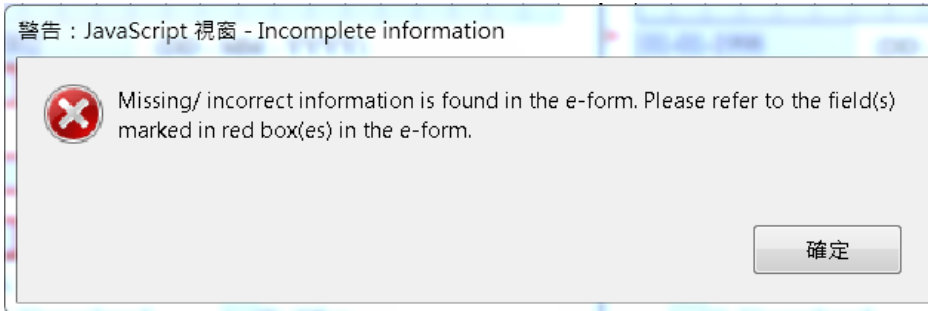 警告：JavaScript 視窗 - Incomplete information
Missing/ incorrect information is found in the e-form. Please refer to the field(s)
marked in red box(es) in the e-form.
確定